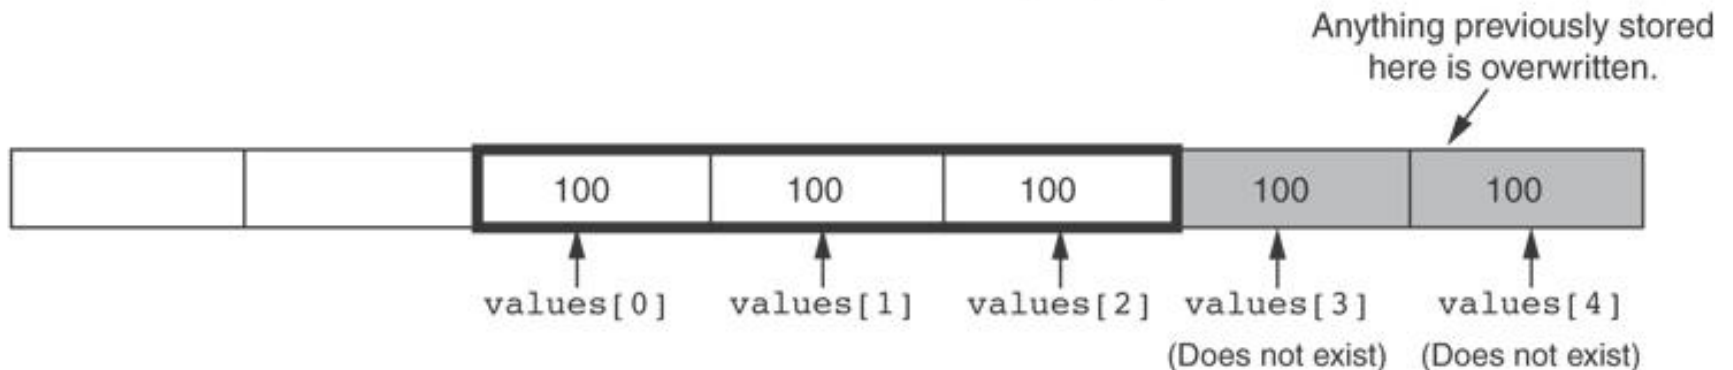 Anything previously stored
here is overwritten.
100 100 100 100 100
values[0] values[1] values[2] values[3] values[4]
(Does not exist) (Does not exist)